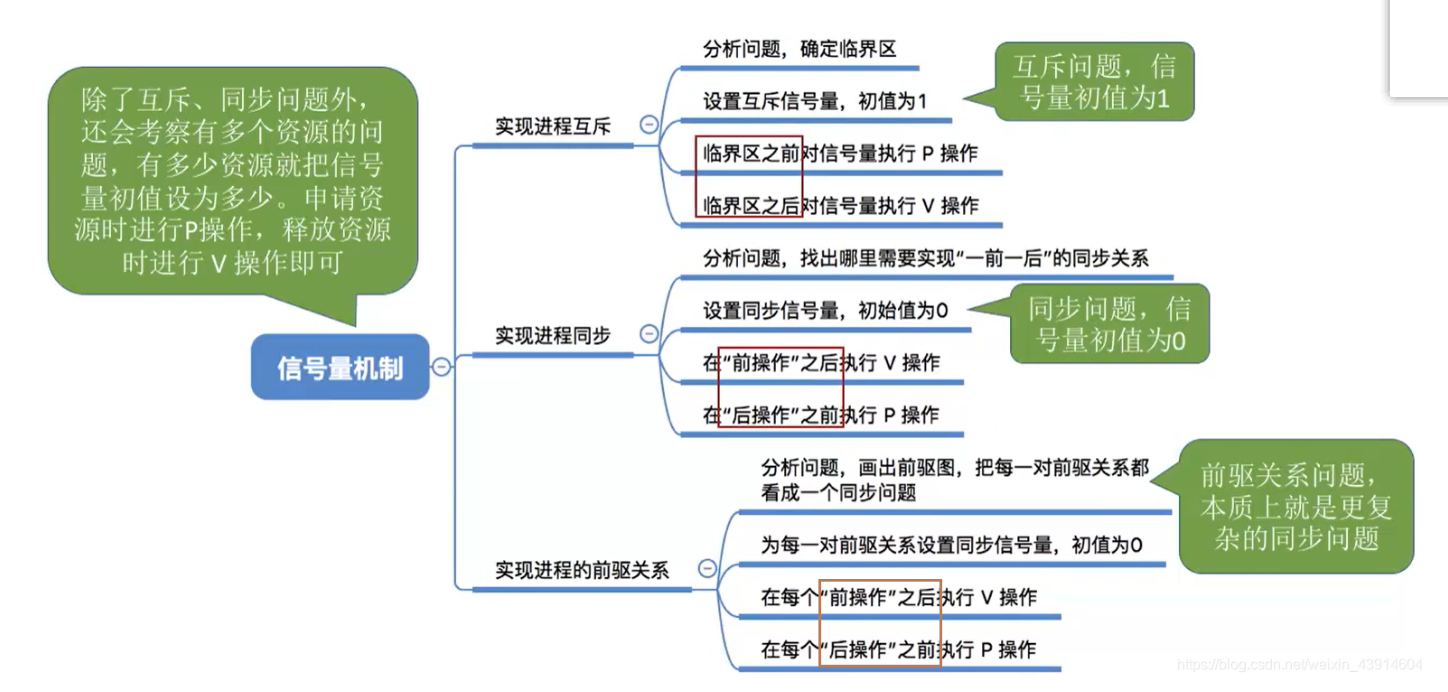 除了互斥、同步问题外，
还会考察有多个资源的问
题，有多少资源就把信号
量初值设为多少。申请资
源时进行P操作，释放资源
时进行 V 操作即可
信号量机制
实现进程互斥
分析问题，确定临界区
设置互斥信号量，初值为1
互斥问题，信
号量初值为1
临界区之前对信号量执行 P 操作
临界区之后对信号量执行 V 操作
实现进程同步
分析问题，找出哪里需要实现“一前一后”的同步关系
设置同步信号量，初始值为0
同步问题，信
号量初值为0
在“前操作”之后执行 V 操作
在“后操作”之前执行 P 操作
实现进程的前驱关系
分析问题，画出前驱图，把每一对前驱关系都
看成一个同步问题
前驱关系问题，
本质上就是更复
杂的同步问题
为每一对前驱关系设置同步信号量，初值为0
在每个“前操作”之后执行 V 操作
在每个“后操作”之前执行 P 操作
https://blog.csdn.net/weixin_43914604